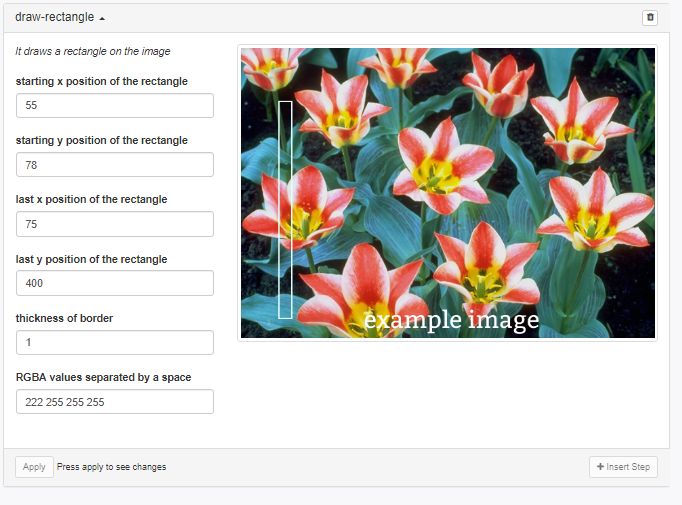 draw-rectangle
It draws a rectangle on the image
starting x position of the rectangle
55
starting y position of the rectangle
78
last x position of the rectangle
75
last y position of the rectangle
400
thickness of border
1
RGBA values separated by a space
222 255 255 255
example image
Apply Press apply to see changes
+ Insert Step